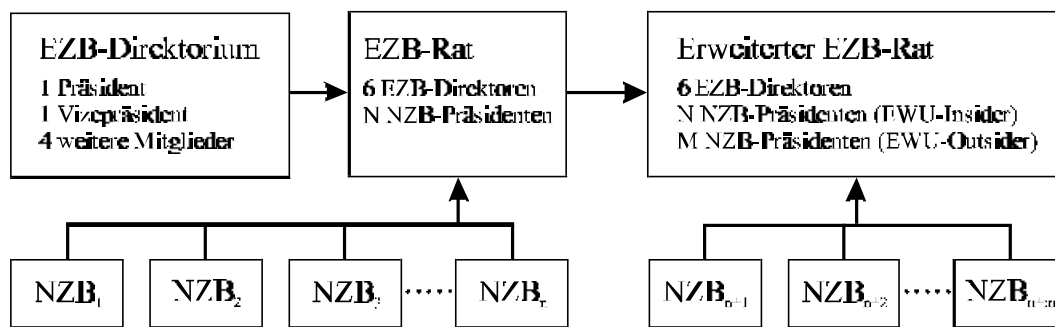 EZB-Direktorium
1 Präsident
1 Vizepräsident
4 weitere Mitglieder
EZB-Rat
6 EZB-Direktoren
N NZB-Präsidenten
Erweiterter EZB-Rat
6 EZB-Direktoren
N NZB-Präsidenten (EWU-Insider)
M NZB-Präsidenten (EWU-Outsider)
NZB₁ NZB₂ NZB₃ ...... NZBₙ NZBₙ₊₁ NZBₙ₊₂ ...... NZBₙ₊ₘ